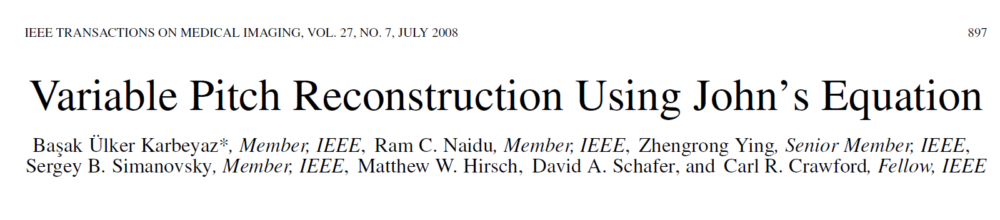 IEEE TRANSACTIONS ON MEDICAL IMAGING, VOL. 27, NO. 7, JULY 2008 897
Variable Pitch Reconstruction Using John’s Equation
Başak Ülker Karbeyaz*, Member, IEEE, Ram C. Naidu, Member, IEEE, Zhengrong Ying, Senior Member, IEEE,
Sergey B. Simanovsky, Member, IEEE, Matthew W. Hirsch, David A. Schafer, and Carl R. Crawford, Fellow, IEEE